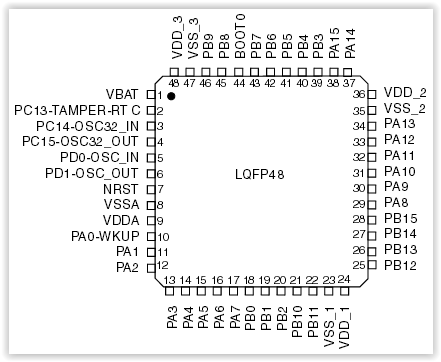 VDD_3
VSS_3
PB9
PB8
BOOT0
PB7
PB6
PB5
PB4
PB3
PA15
PA14
48 47 46 45 44 43 42 41 40 39 38 37
VBAT 1
PC13-TAMPER-RT C 2
PC14-OSC32_IN 3
PC15-OSC32_OUT 4
PD0-OSC_IN 5
PD1-OSC_OUT 6
NRST 7
VSSA 8
VDDA 9
PA0-WKUP 10
PA1 11
PA2 12
LQFP48
36 VDD_2
35 VSS_2
34 PA13
33 PA12
32 PA11
31 PA10
30 PA9
29 PA8
28 PB15
27 PB14
26 PB13
25 PB12
13 14 15 16 17 18 19 20 21 22 23 24
PA3
PA4
PA5
PA6
PA7
PB0
PB1
PB2
PB10
PB11
VSS_1
VDD_1